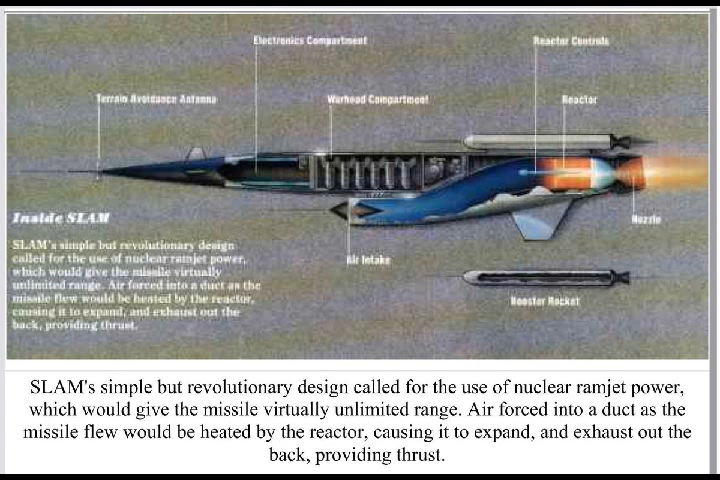 Electronics Compartment
Reactor Controls
Terrain Avoidance Antenna
Warhead Compartment
Reactor
Inside SLAM
Nozzle
SLAM's simple but revolutionary design
called for the use of nuclear ramjet power,
which would give the missile virtually
unlimited range. Air forced into a duct as the
missile flew would be heated by the reactor,
causing it to expand, and exhaust out the
back, providing thrust.
Air Intake
Booster Rocket
SLAM's simple but revolutionary design called for the use of nuclear ramjet power,
which would give the missile virtually unlimited range. Air forced into a duct as the
missile flew would be heated by the reactor, causing it to expand, and exhaust out the
back, providing thrust.